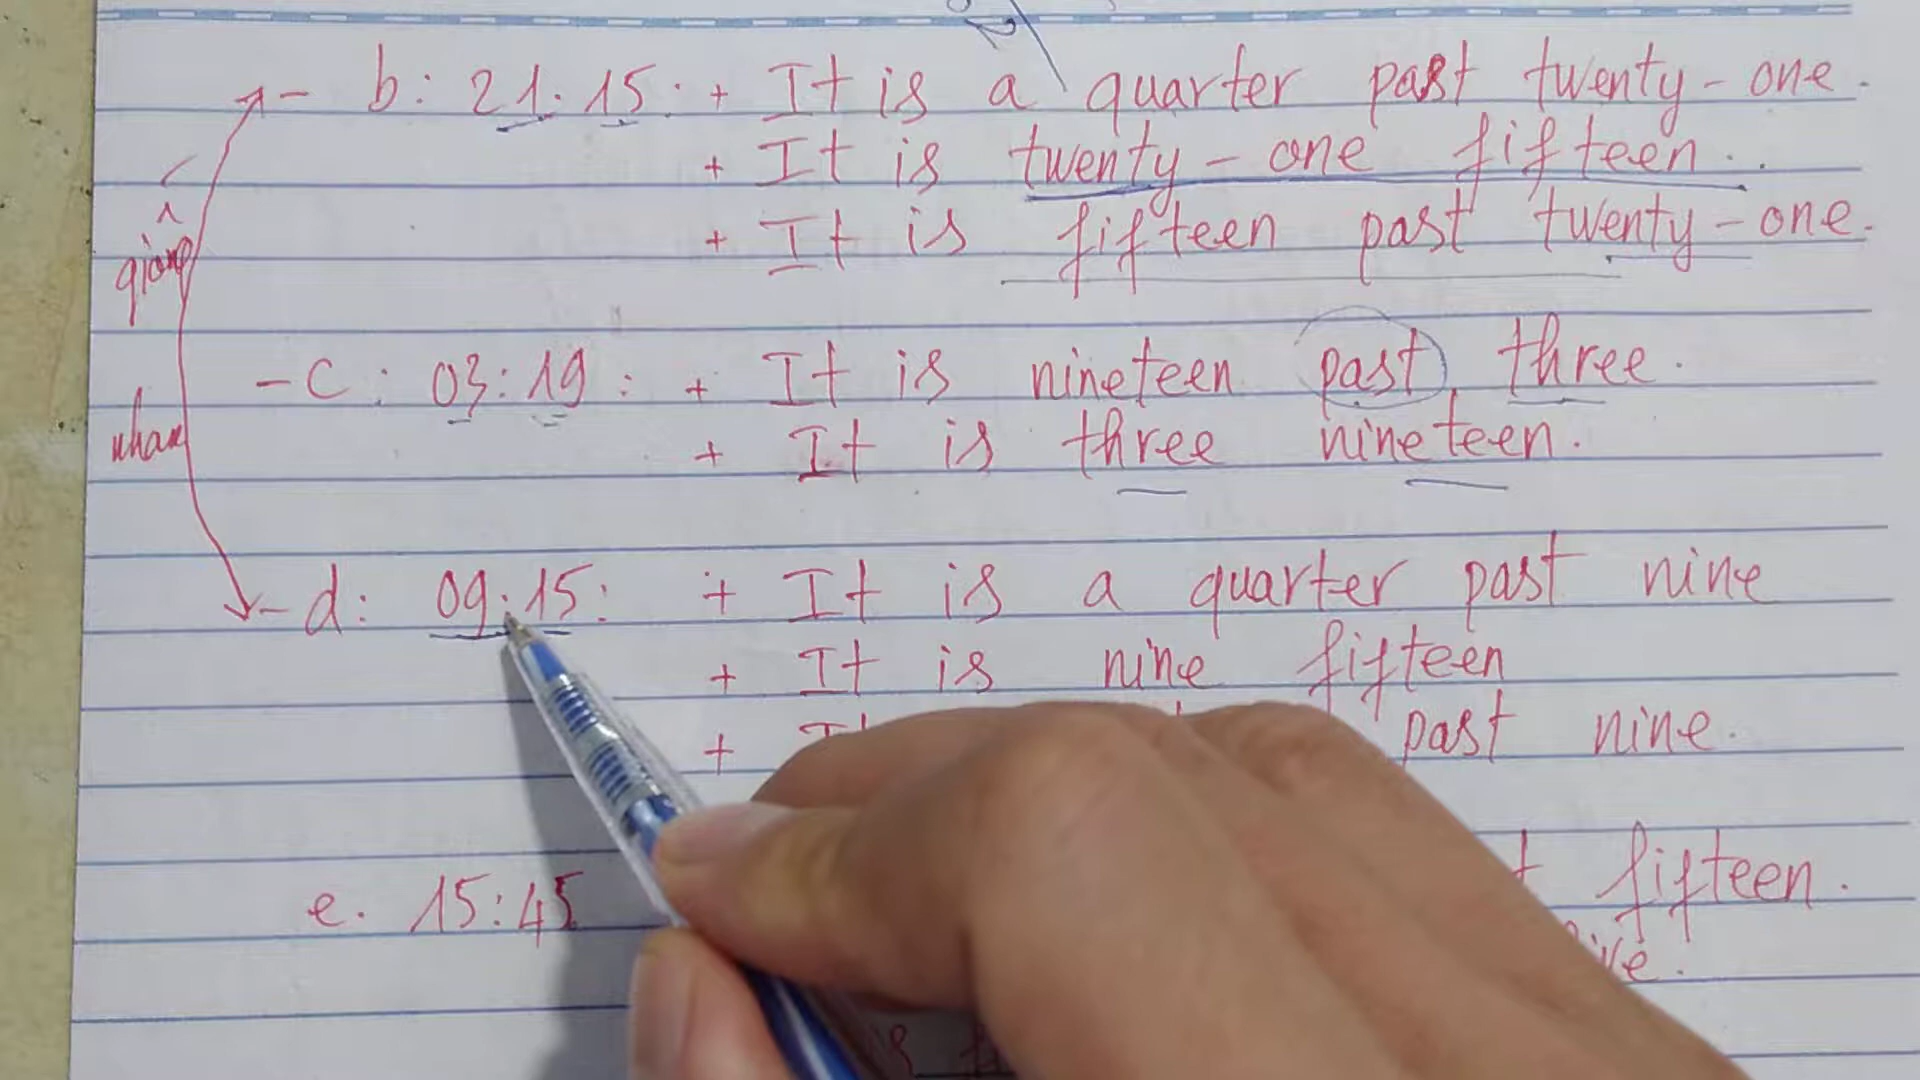 - b: 21:15: + It is a quarter past twenty-one.
+ It is twenty-one fifteen.
+ It is fifteen past twenty-one.
giống
nhau
- c: 03:19: + It is nineteen past three.
+ It is three nineteen.
- d: 09:15: + It is a quarter past nine
+ It is nine fifteen
+ It past nine.
e. 15:45 fifteen.